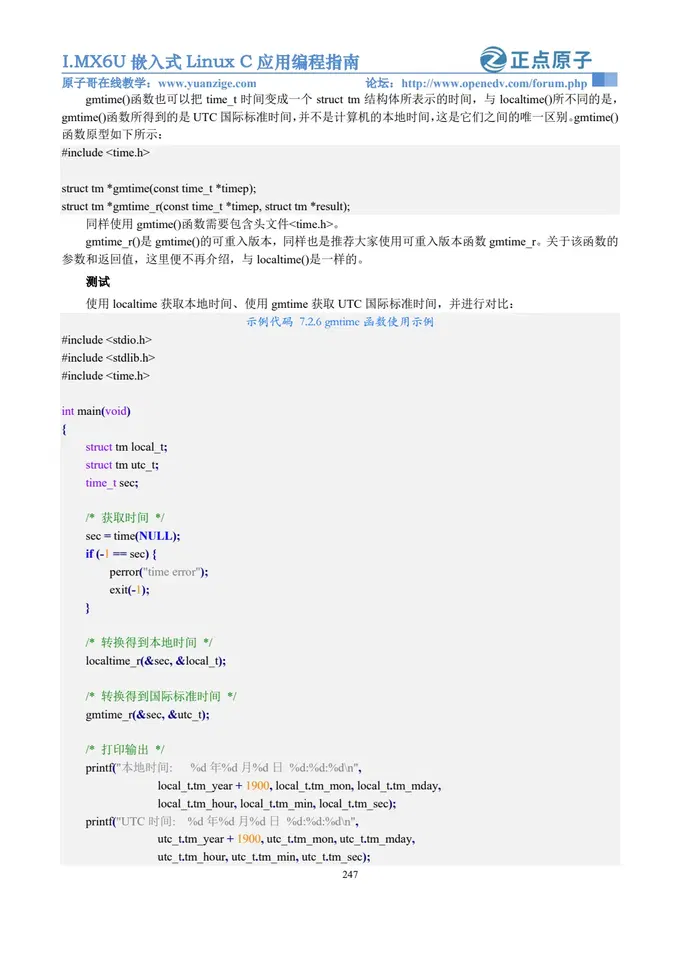 I.MX6U 嵌入式 Linux C 应用编程指南
正点原子
原子哥在线教学：www.yuanzige.com 论坛：http://www.openedv.com/forum.php
gmtime()函数也可以把 time_t 时间变成一个 struct tm 结构体所表示的时间，与 localtime()所不同的是，
gmtime()函数所得到的是 UTC 国际标准时间，并不是计算机的本地时间，这是它们之间的唯一区别。gmtime()
函数原型如下所示：
#include <time.h>
struct tm *gmtime(const time_t *timep);
struct tm *gmtime_r(const time_t *timep, struct tm *result);
同样使用 gmtime()函数需要包含头文件<time.h>。
gmtime_r()是 gmtime()的可重入版本，同样也是推荐大家使用可重入版本函数 gmtime_r。关于该函数的
参数和返回值，这里便不再介绍，与 localtime()是一样的。
测试
使用 localtime 获取本地时间、使用 gmtime 获取 UTC 国际标准时间，并进行对比：
示例代码 7.2.6 gmtime 函数使用示例
#include <stdio.h>
#include <stdlib.h>
#include <time.h>
int main(void)
{
struct tm local_t;
struct tm utc_t;
time_t sec;
/* 获取时间 */
sec = time(NULL);
if (-1 == sec) {
perror("time error");
exit(-1);
}
/* 转换得到本地时间 */
localtime_r(&sec, &local_t);
/* 转换得到国际标准时间 */
gmtime_r(&sec, &utc_t);
/* 打印输出 */
printf("本地时间: %d 年%d 月%d 日 %d:%d:%d\n",
local_t.tm_year + 1900, local_t.tm_mon, local_t.tm_mday,
local_t.tm_hour, local_t.tm_min, local_t.tm_sec);
printf("UTC 时间: %d 年%d 月%d 日 %d:%d:%d\n",
utc_t.tm_year + 1900, utc_t.tm_mon, utc_t.tm_mday,
utc_t.tm_hour, utc_t.tm_min, utc_t.tm_sec);
247